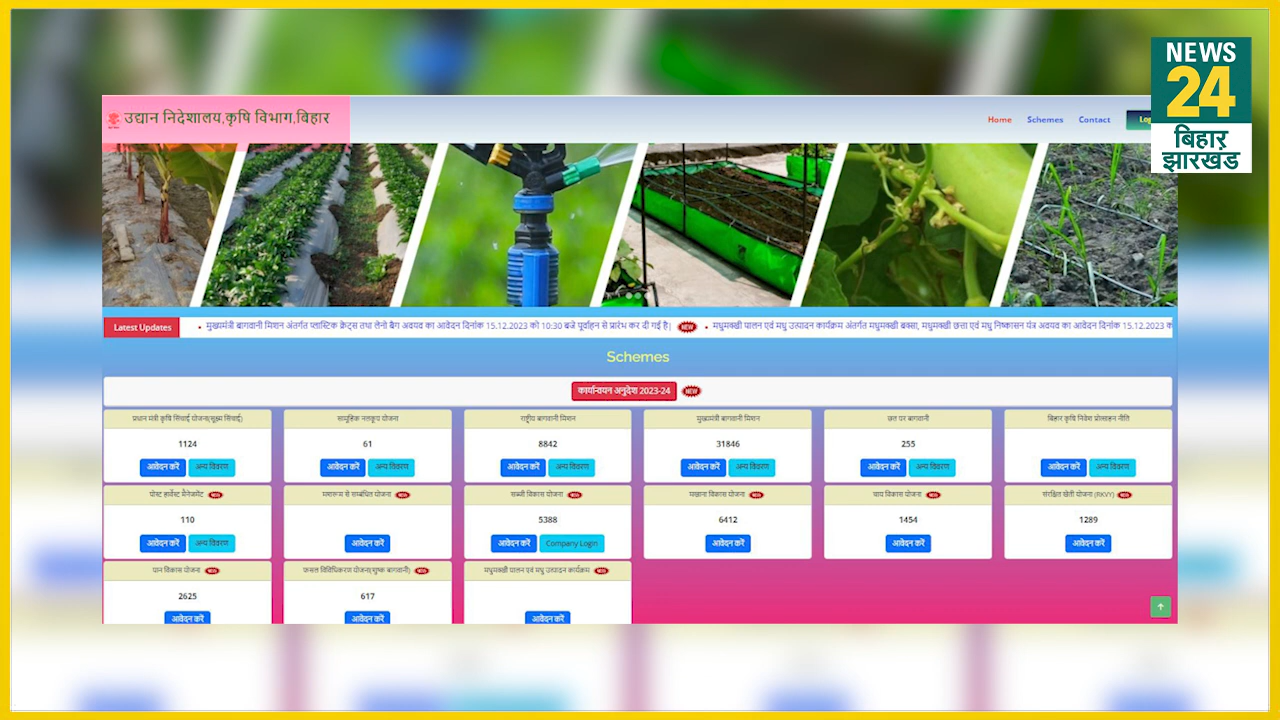 NEWS
24
बिहार
झारखंड
उद्यान निदेशालय,कृषि विभाग,बिहार
Home Schemes Contact
Latest Updates • मुख्यमंत्री बागवानी मिशन अंतर्गत प्लास्टिक क्रेट्स तथा लेनो बैग अवयव का आवेदन दिनांक 15.12.2023 को 10:30 बजे पूर्वाहन से प्रारंभ कर दी गई है| NEW • मधुमक्खी पालन एवं मधु उत्पादन कार्यक्रम अंतर्गत मधुमक्खी बक्सा, मधुमक्खी छत्ता एवं मधु निष्कासन यंत्र अवयव का आवेदन दिनांक 15.12.2023
Schemes
कार्यान्वयन अनुदेश 2023-24 NEW
प्रधान मंत्री कृषि सिंचाई योजना(सूक्ष्म सिंचाई) सामूहिक नलकूप योजना राष्ट्रीय बागवानी मिशन मुख्यमंत्री बागवानी मिशन छत पर बागवानी बिहार कृषि निवेश प्रोत्साहन नीति
1124 61 8842 31846 255
आवेदन करें अन्य विवरण आवेदन करें अन्य विवरण आवेदन करें अन्य विवरण आवेदन करें अन्य विवरण आवेदन करें अन्य विवरण आवेदन करें अन्य विवरण
पोस्ट हार्वेस्ट मैनेजमेंट NEW मशरूम से सम्बंधित योजना NEW सब्जी विकास योजना NEW मखाना विकास योजना NEW चाय विकास योजना NEW संरक्षित खेती योजना (RKVY) NEW
110 5388 6412 1454 1289
आवेदन करें अन्य विवरण आवेदन करें आवेदन करें Company Login आवेदन करें आवेदन करें आवेदन करें
पान विकास योजना NEW फसल विविधिकरण योजना(शुष्क बागवानी) NEW मधुमक्खी पालन एवं मधु उत्पादन कार्यक्रम NEW
2625 617
आवेदन करें आवेदन करें आवेदन करें